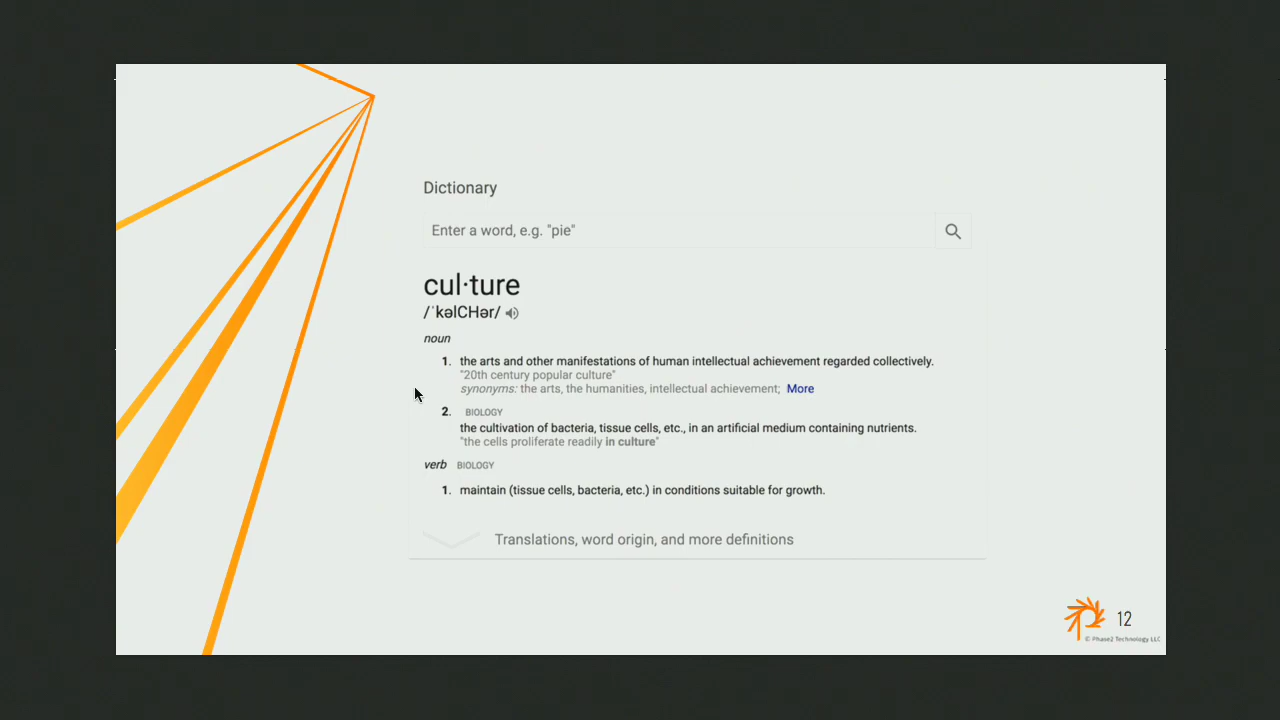 Dictionary
Enter a word, e.g. "pie"
cul·ture
/ˈkəlCHər/
noun
1. the arts and other manifestations of human intellectual achievement regarded collectively.
"20th century popular culture"
synonyms: the arts, the humanities, intellectual achievement; More
2. BIOLOGY
the cultivation of bacteria, tissue cells, etc., in an artificial medium containing nutrients.
"the cells proliferate readily in culture"
verb BIOLOGY
1. maintain (tissue cells, bacteria, etc.) in conditions suitable for growth.
Translations, word origin, and more definitions
12
© Phase2 Technology LLC